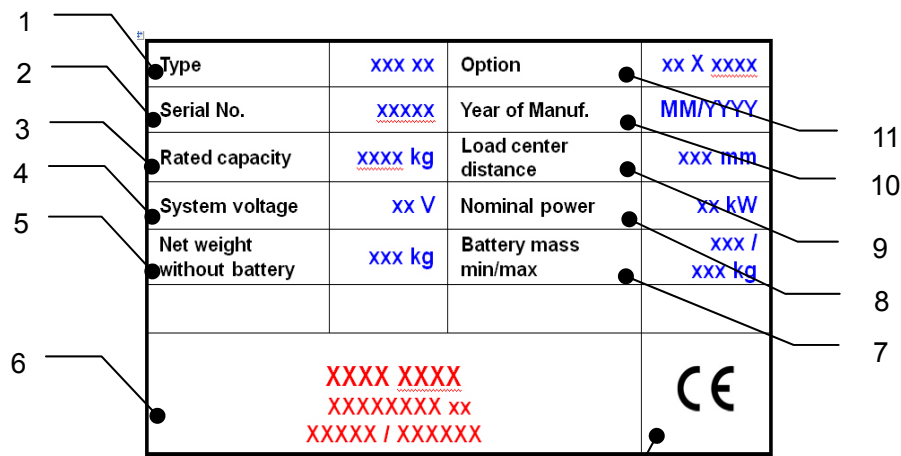 1
Type xxx xx Option xx X xxxx
2
Serial No. xxxxx Year of Manuf. MM/YYYY
3
Rated capacity xxxx kg Load center distance xxx mm
11
4
System voltage xx V Nominal power xx kW
10
5
Net weight without battery xxx kg Battery mass min/max xxx / xxx kg
9
8
7
6
XXXX XXXX
XXXXXXXX xx
XXXXX / XXXXXX
CE